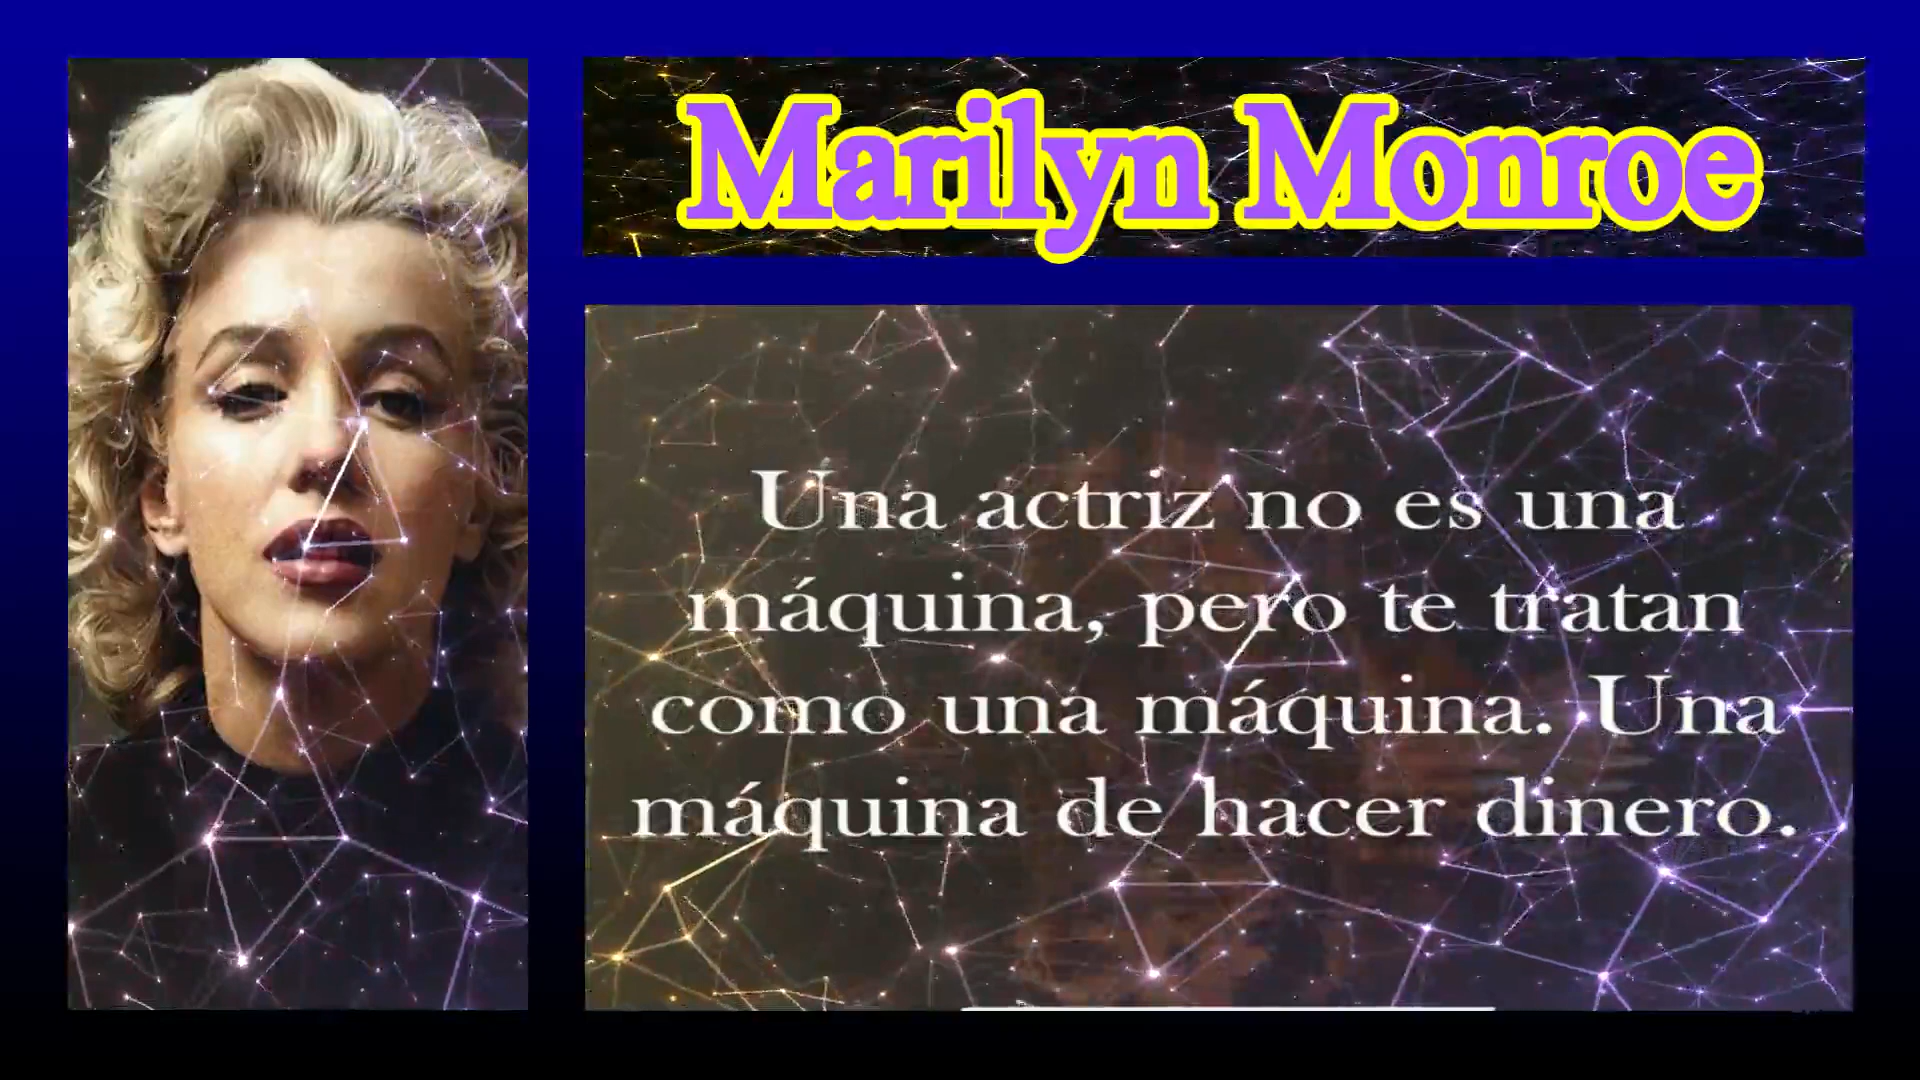 Marilyn Monroe
Una actriz no es una
máquina, pero te tratan
como una máquina. Una
máquina de hacer dinero.